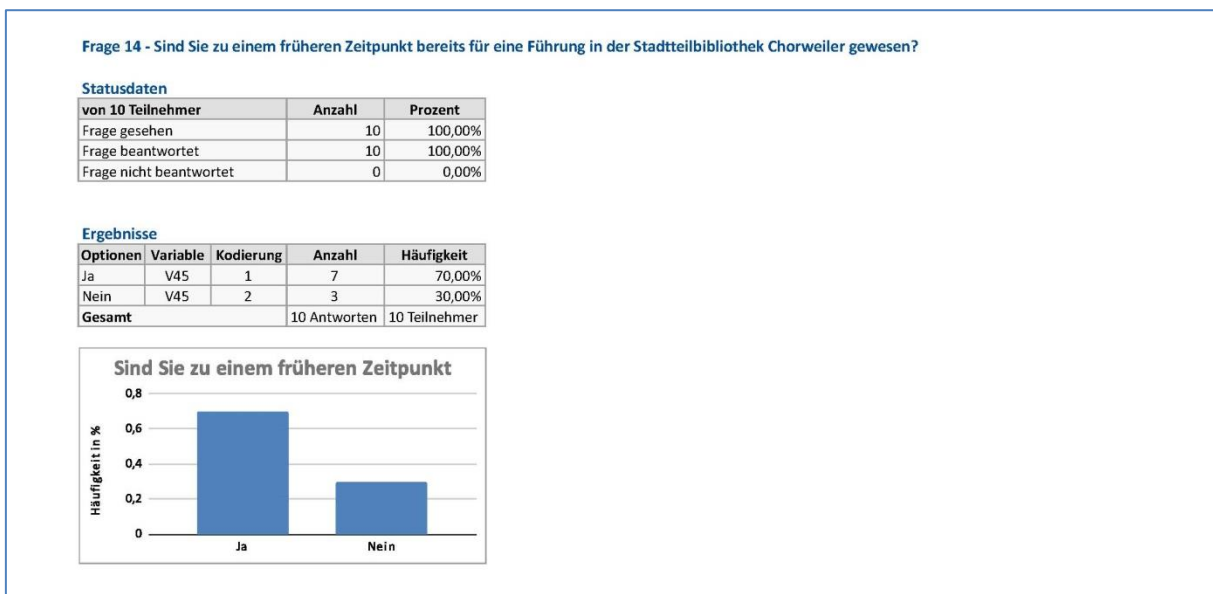 Frage 14 - Sind Sie zu einem früheren Zeitpunkt bereits für eine Führung in der Stadtteilbibliothek Chorweiler gewesen?
Statusdaten
von 10 Teilnehmer Anzahl Prozent
Frage gesehen 10 100,00%
Frage beantwortet 10 100,00%
Frage nicht beantwortet 0 0,00%
Ergebnisse
Optionen Variable Kodierung Anzahl Häufigkeit
Ja V45 1 7 70,00%
Nein V45 2 3 30,00%
Gesamt 10 Antworten 10 Teilnehmer
Sind Sie zu einem früheren Zeitpunkt
Häufigkeit in %
0,8
0,6
0,4
0,2
0
Ja Nein